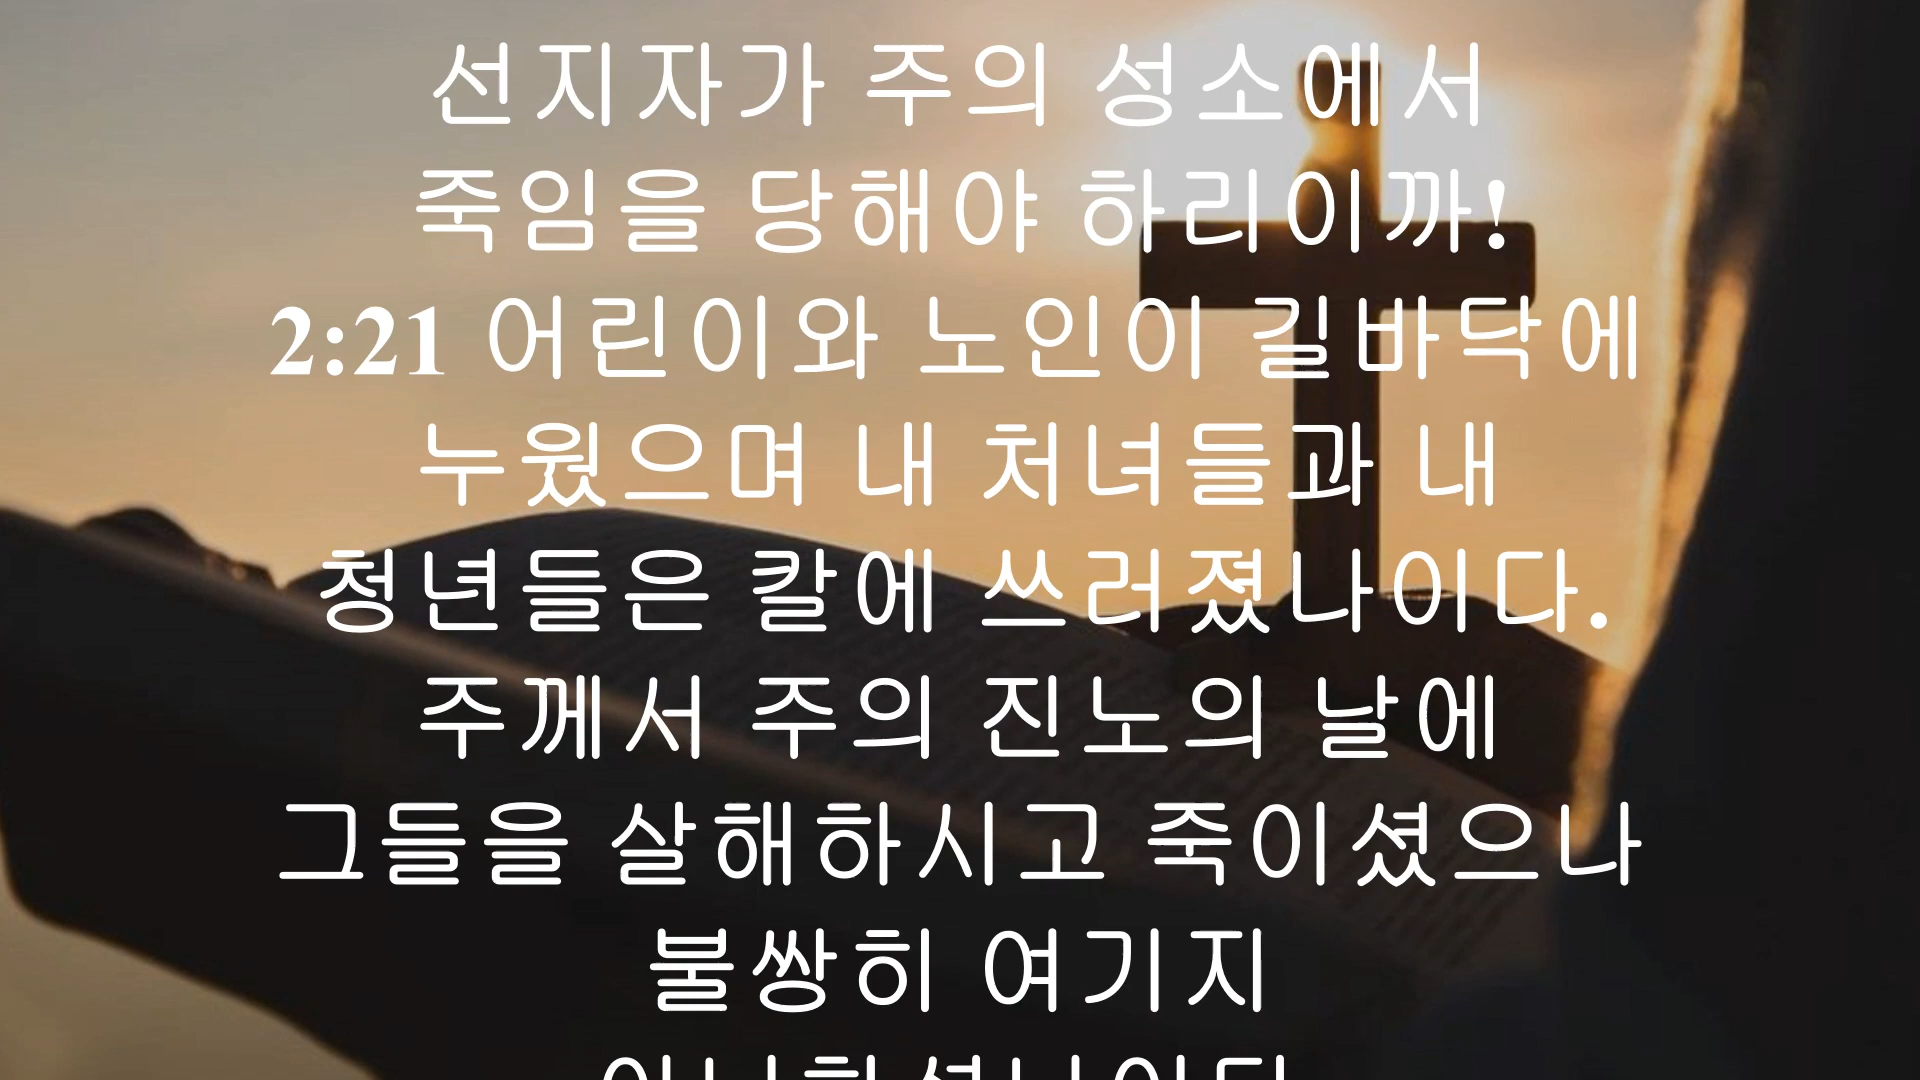 선지자가 주의 성소에서
죽임을 당해야 하리이까!
2:21 어린이와 노인이 길바닥에
누웠으며 내 처녀들과 내
청년들은 칼에 쓰러졌나이다.
주께서 주의 진노의 날에
그들을 살해하시고 죽이셨으나
불쌍히 여기지